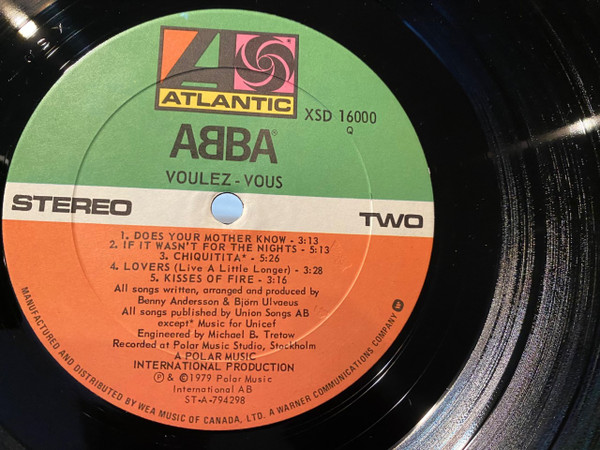 ATLANTIC
XSD 16000
Q
ABBA®
VOULEZ-VOUS
STEREO TWO
1. DOES YOUR MOTHER KNOW - 3:13
2. IF IT WASN'T FOR THE NIGHTS - 5:13
3. CHIQUITITA* - 5:26
4. LOVERS (Live A Little Longer) - 3:28
5. KISSES OF FIRE - 3:16
All songs written, arranged and produced by
Benny Andersson & Björn Ulvaeus
All songs published by Union Songs AB
except* Music for Unicef
Engineered by Michael B. Tretow
Recorded at Polar Music Studio, Stockholm
A POLAR MUSIC
INTERNATIONAL PRODUCTION
Ⓟ & ©1979 Polar Music
International AB
ST-A-794298
MANUFACTURED AND DISTRIBUTED BY WEA MUSIC OF CANADA, LTD. A WARNER COMMUNICATIONS COMPANY